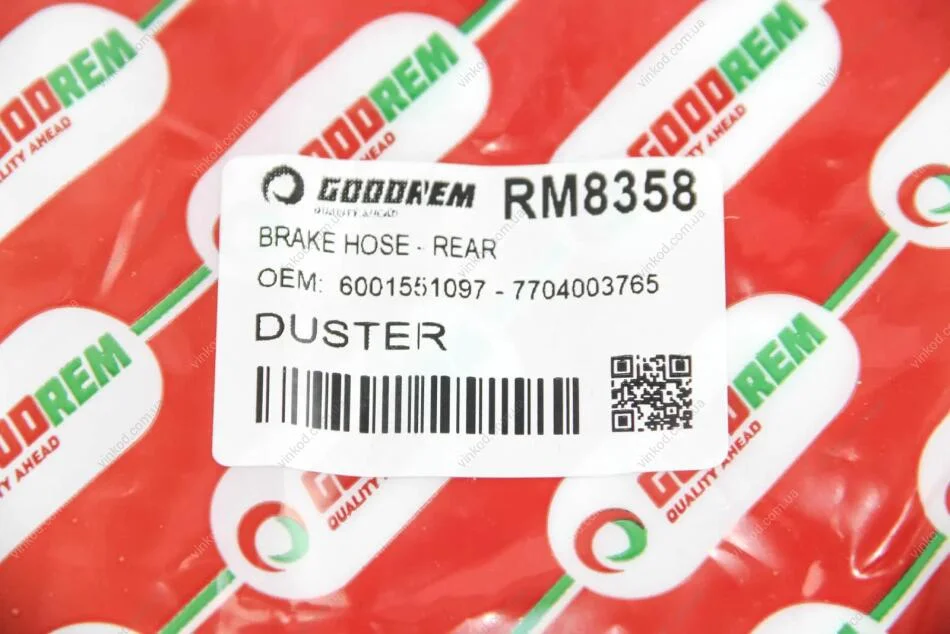 GOODREM
QUALITY AHEAD
RM8358
BRAKE HOSE - REAR
OEM: 6001551097 - 7704003765
DUSTER
GOODREM
QUALITY AHEAD
vinkod.com.ua